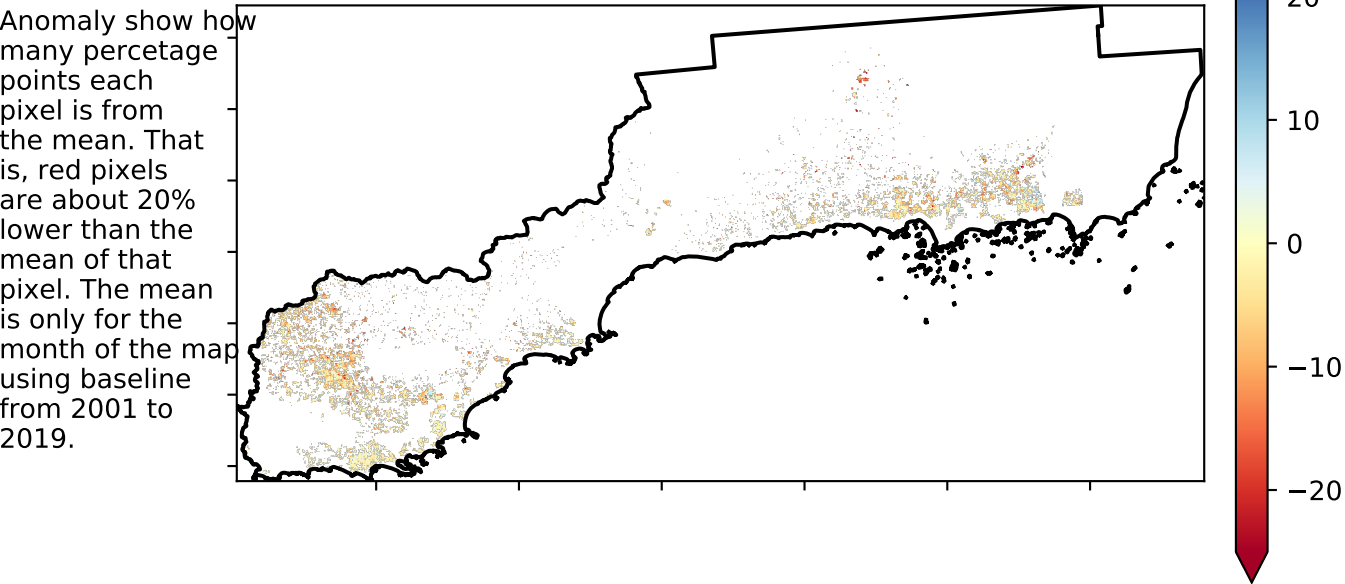 Anomaly show how
many percetage
points each
pixel is from
the mean. That
is, red pixels
are about 20%
lower than the
mean of that
pixel. The mean
is only for the
month of the map
using baseline
from 2001 to
2019.
20
10
0
−10
−20